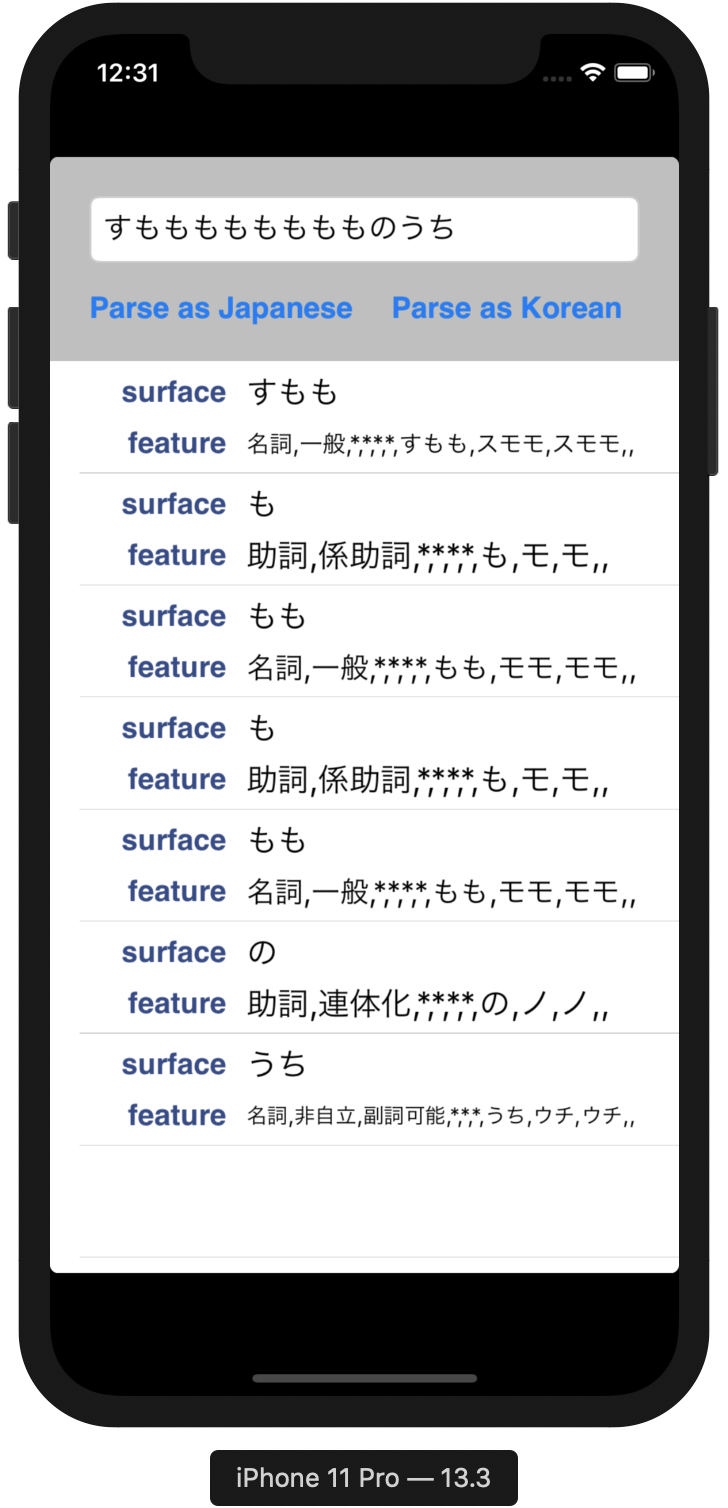 12:31
すもももももももものうち
Parse as Japanese Parse as Korean
surface すもも
feature 名詞,一般,*,*,*,*,すもも,スモモ,スモモ,,
surface も
feature 助詞,係助詞,*,*,*,*,も,モ,モ,,
surface もも
feature 名詞,一般,*,*,*,*,もも,モモ,モモ,,
surface も
feature 助詞,係助詞,*,*,*,*,も,モ,モ,,
surface もも
feature 名詞,一般,*,*,*,*,もも,モモ,モモ,,
surface の
feature 助詞,連体化,*,*,*,*,の,ノ,ノ,,
surface うち
feature 名詞,非自立,副詞可能,*,*,*,うち,ウチ,ウチ,,
iPhone 11 Pro — 13.3